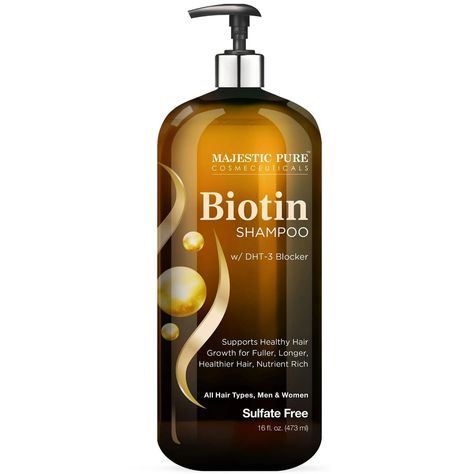 MAJESTIC PURE™
COSMECEUTICALS
Biotin
SHAMPOO
w/ DHT-3 Blocker
Supports Healthy Hair
Growth for Fuller, Longer,
Healthier Hair, Nutrient Rich
All Hair Types, Men & Women
Sulfate Free
16 fl. oz. (473 ml)